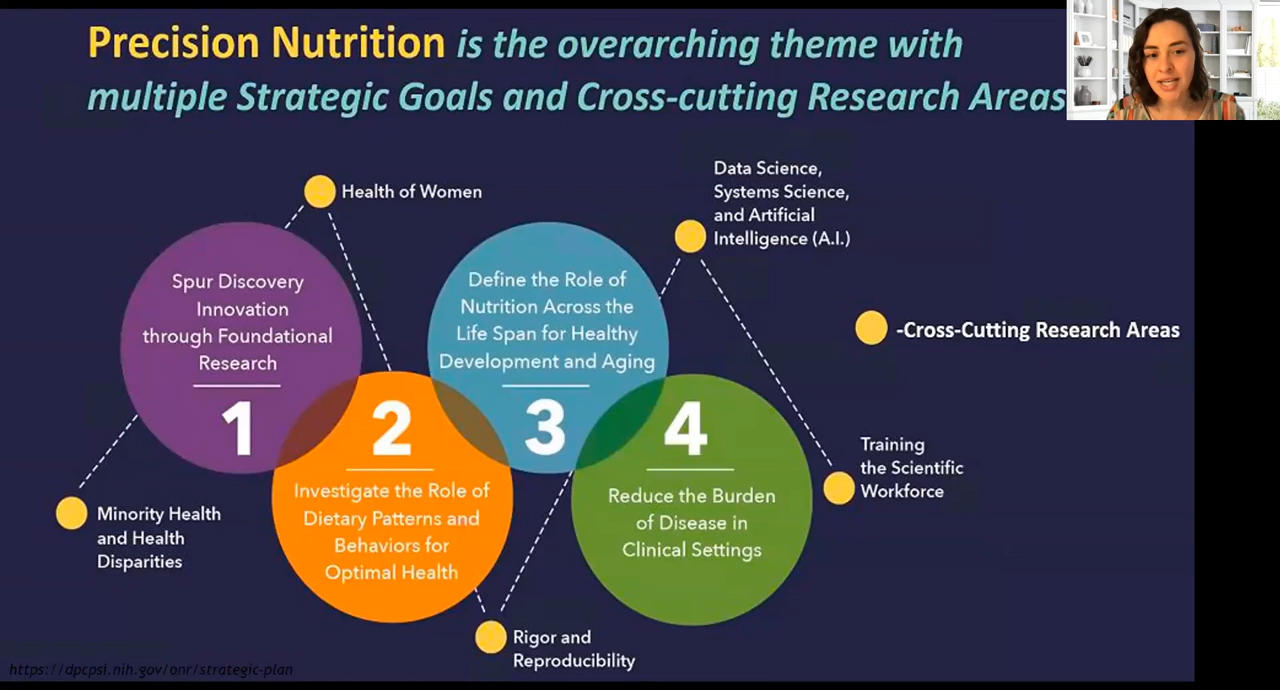 Precision Nutrition is the overarching theme with
multiple Strategic Goals and Cross-cutting Research Areas
Health of Women
Data Science,
Systems Science,
and Artificial
Intelligence (A.I.)
Spur Discovery
Innovation
through Foundational
Research
1
Define the Role of
Nutrition Across the
Life Span for Healthy
Development and Aging
3
-Cross-Cutting Research Areas
2
Investigate the Role of
Dietary Patterns and
Behaviors for
Optimal Health
4
Reduce the Burden
of Disease in
Clinical Settings
Training
the Scientific
Workforce
Minority Health
and Health
Disparities
Rigor and
Reproducibility
https://dpcpsi.nih.gov/onr/strategic-plan